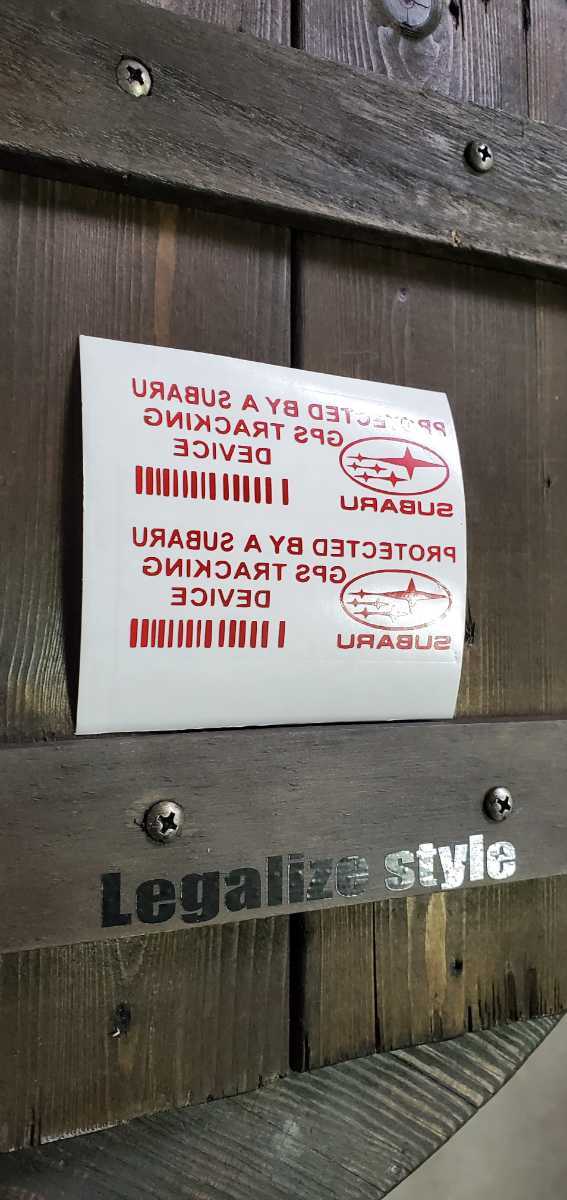 PROTECTED BY A SUBARU
GPS TRACKING
DEVICE
SUBARU
PROTECTED BY A SUBARU
GPS TRACKING
DEVICE
SUBARU
Legalize style